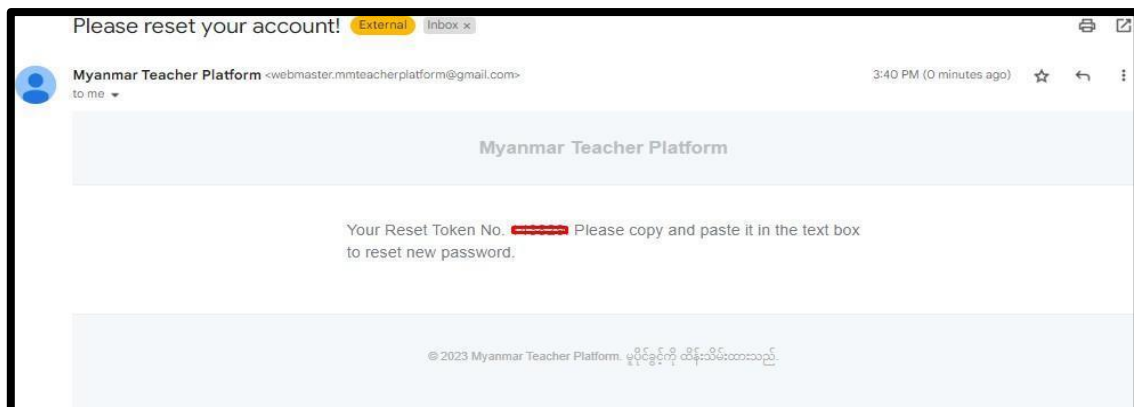 Please reset your account! External Inbox x
Myanmar Teacher Platform <webmaster.mmteacherplatform@gmail.com> 3:40 PM (0 minutes ago)
to me
Myanmar Teacher Platform
Your Reset Token No. Please copy and paste it in the text box
to reset new password.
© 2023 Myanmar Teacher Platform. မူပိုင်ခွင့်ကို ထိန်းသိမ်းထားသည်.